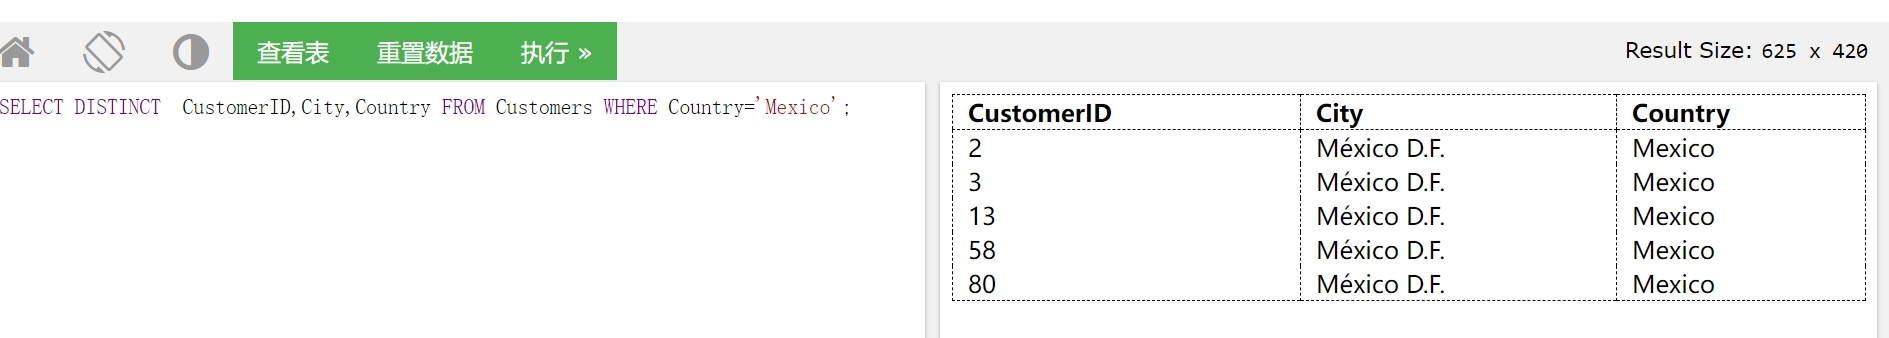 查看表 重置数据 执行 »
Result Size: 625 x 420
SELECT DISTINCT  CustomerID,City,Country FROM Customers WHERE Country='Mexico';
CustomerID City Country
2 México D.F. Mexico
3 México D.F. Mexico
13 México D.F. Mexico
58 México D.F. Mexico
80 México D.F. Mexico